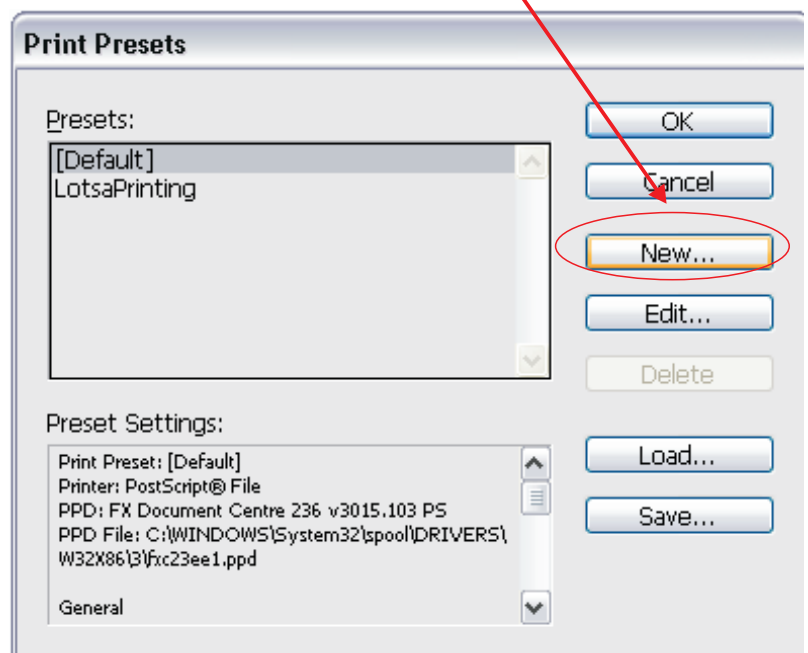 Print Presets
Presets:
[Default]
LotsaPrinting
OK
Cancel
New...
Edit...
Delete
Load...
Save...
Preset Settings:
Print Preset: [Default]
Printer: PostScript® File
PPD: FX Document Centre 236 v3015.103 PS
PPD File: C:\WINDOWS\System32\spool\DRIVERS\
W32X86\3\fxc23ee1.ppd
General